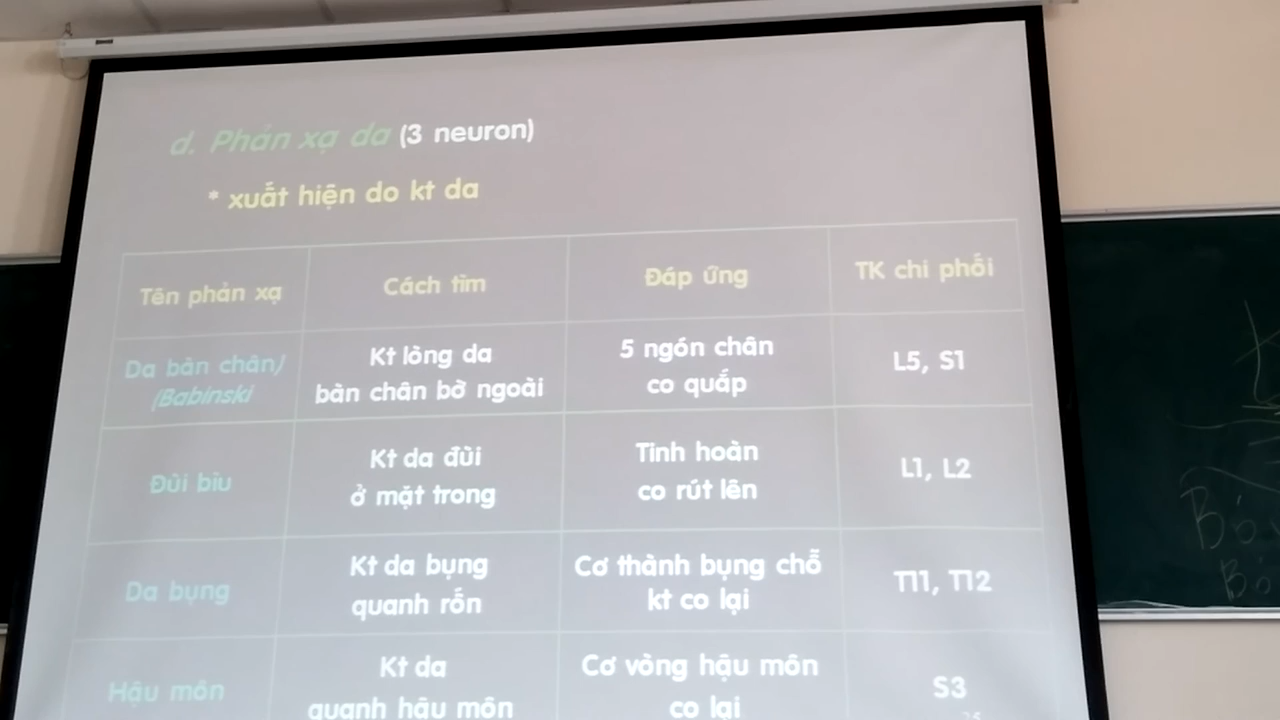 d. Phản xạ da (3 neuron)
* xuất hiện do kt da
Tên phản xạ
Cách tìm
Đáp ứng
TK chi phối
Da bàn chân/
(Babinski
Kt lòng da
bàn chân bờ ngoài
5 ngón chân
co quắp
L5, S1
Đùi bìu
Kt da đùi
ở mặt trong
Tinh hoàn
co rút lên
L1, L2
Da bụng
Kt da bụng
quanh rốn
Cơ thành bụng chỗ
kt co lại
T11, T12
Hậu môn
Kt da
quanh hậu môn
Cơ vòng hậu môn
co lại
S3